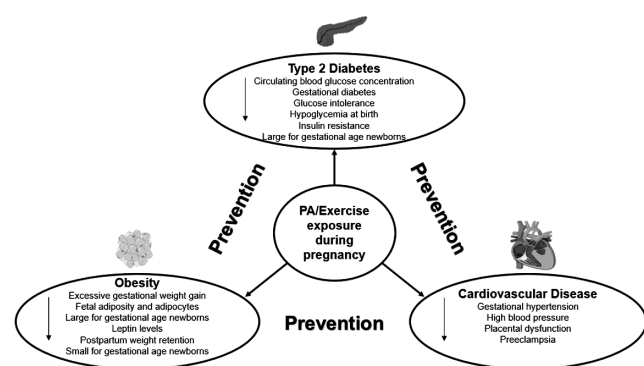 Type 2 Diabetes
Circulating blood glucose concentration
Gestational diabetes
Glucose intolerance
Hypoglycemia at birth
Insulin resistance
Large for gestational age newborns
Prevention
Prevention
PA/Exercise
exposure
during
pregnancy
Obesity
Excessive gestational weight gain
Fetal adiposity and adipocytes
Large for gestational age newborns
Leptin levels
Postpartum weight retention
Small for gestational age newborns
Prevention
Cardiovascular Disease
Gestational hypertension
High blood pressure
Placental dysfunction
Preeclampsia